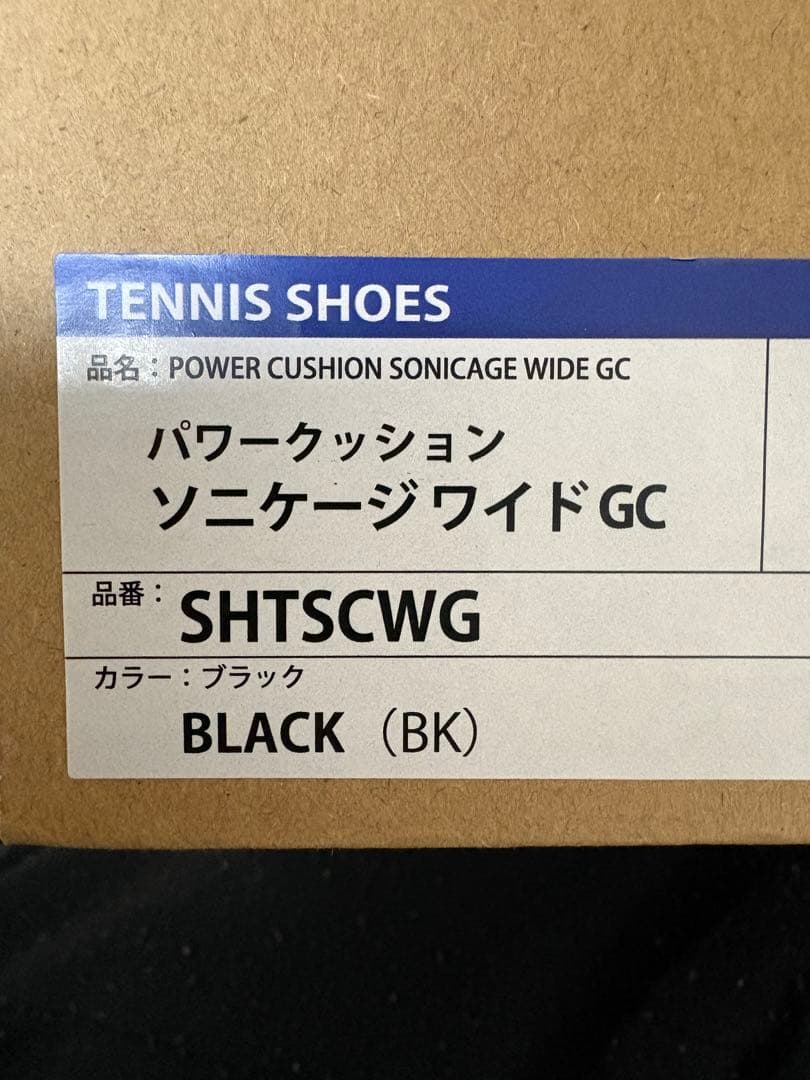 TENNIS SHOES
品名：POWER CUSHION SONICAGE WIDE GC
パワークッション
ソニケージ ワイド GC
品番：SHTSCWG
カラー：ブラック
BLACK（BK）